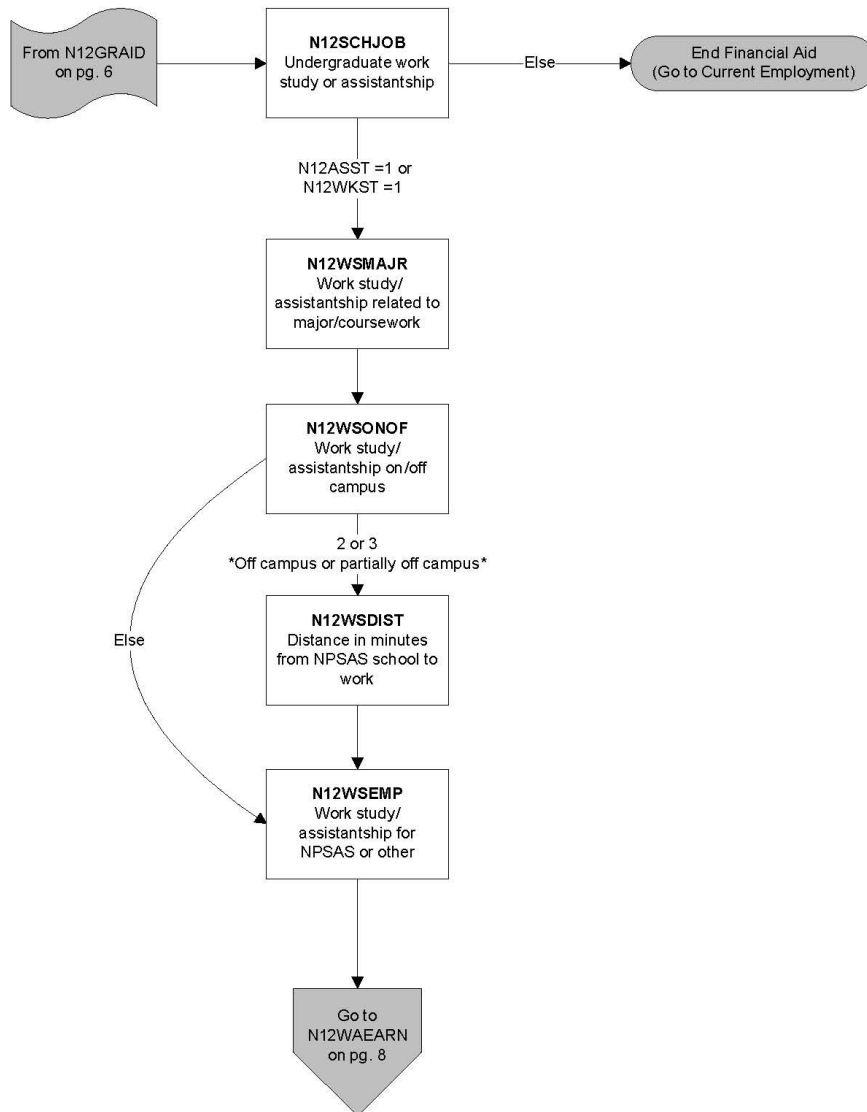 From N12GRAID
on pg. 6
N12SCHJOB
Undergraduate work
study or assistantship
Else
End Financial Aid
(Go to Current Employment)
N12ASST =1 or
N12WKST =1
N12WSMAJR
Work study/
assistantship related to
major/coursework
N12WSONOF
Work study/
assistantship on/off
campus
2 or 3
*Off campus or partially off campus*
N12WSDIST
Distance in minutes
from NPSAS school to
work
Else
N12WSEMP
Work study/
assistantship for
NPSAS or other
Go to
N12WAEARN
on pg. 8